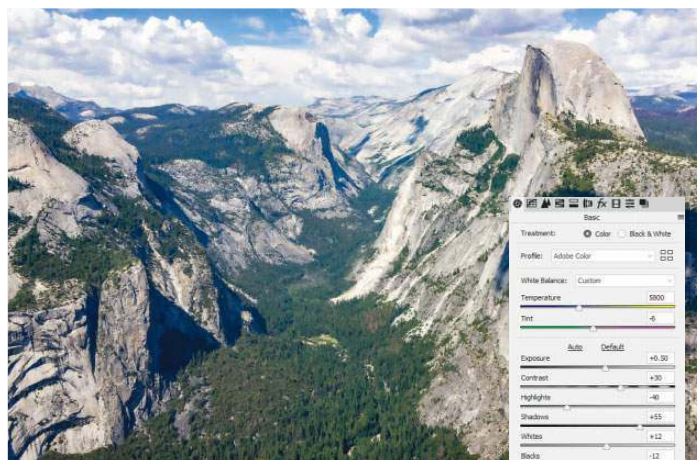 fx
Basic
Treatment: Color Black & White
Profile: Adobe Color
White Balance: Custom
Temperature 5800
Tint -6
Auto Default
Exposure +0.50
Contrast +30
Highlights -40
Shadows +55
Whites +12
Blacks -12